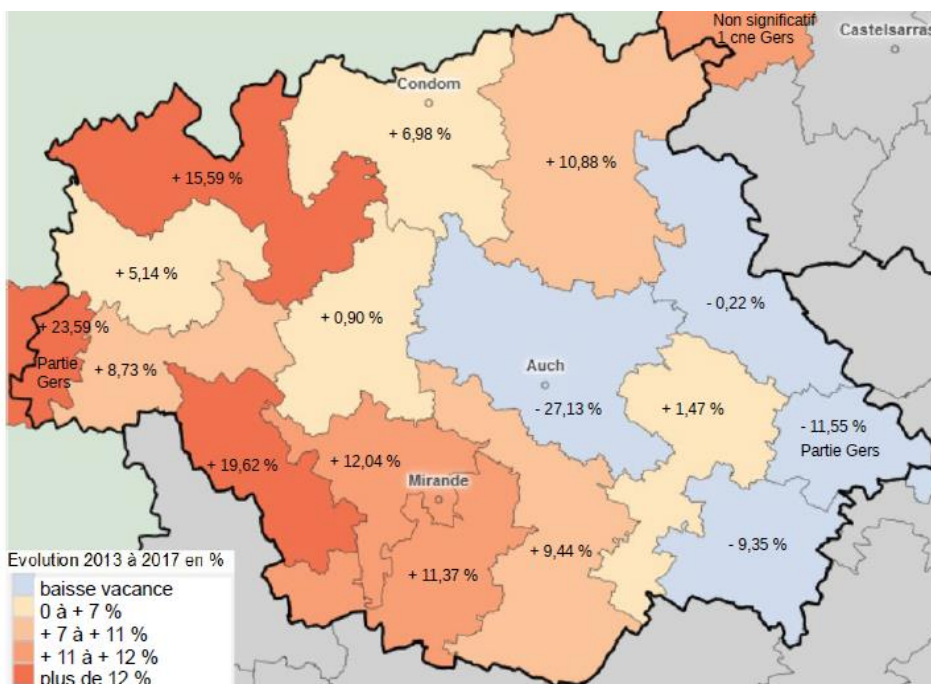 Non significatif
1 cne Gers
Castelsarras
Condom
+ 6,98 %
+ 10,88 %
+ 15,59 %
+ 5,14 %
- 0,22 %
+ 0,90 %
+ 23,59 %
Partie
Gers
+ 8,73 %
Auch
- 27,13 %
+ 1,47 %
- 11,55 %
Partie Gers
+ 19,62 %
+ 12,04 %
Mirande
- 9,35 %
+ 9,44 %
+ 11,37 %
Evolution 2013 à 2017 en %
baisse vacance
0 à + 7 %
+ 7 à + 11 %
+ 11 à + 12 %
plus de 12 %